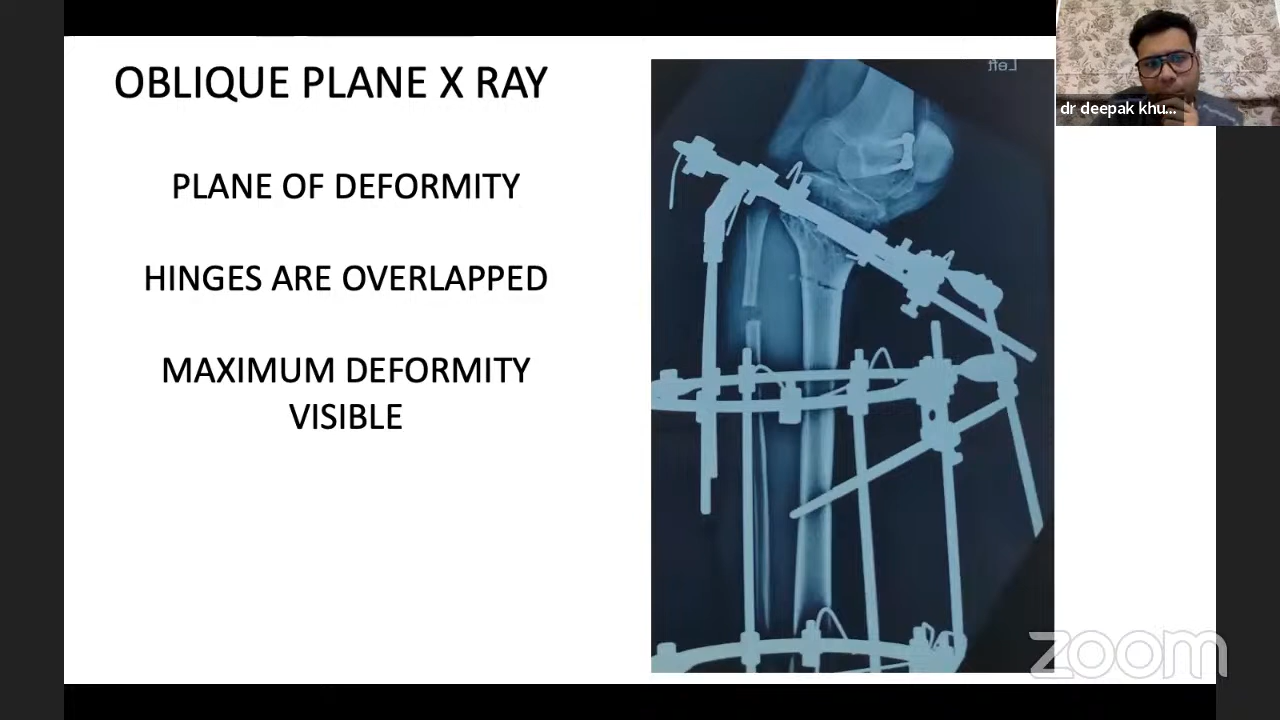 OBLIQUE PLANE X RAY
PLANE OF DEFORMITY
HINGES ARE OVERLAPPED
MAXIMUM DEFORMITY
VISIBLE
Left
dr deepak khu...
zoom